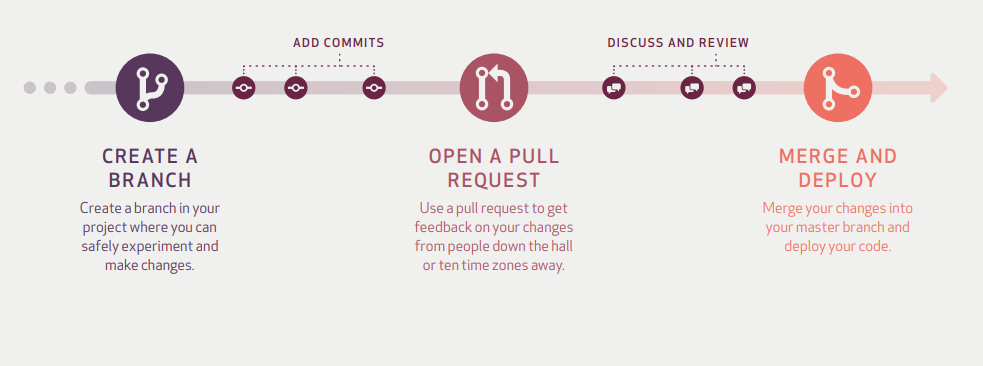 ADD COMMITS
DISCUSS AND REVIEW
CREATE A
BRANCH
Create a branch in your
project where you can
safely experiment and
make changes.
OPEN A PULL
REQUEST
Use a pull request to get
feedback on your changes
from people down the hall
or ten time zones away.
MERGE AND
DEPLOY
Merge your changes into
your master branch and
deploy your code.